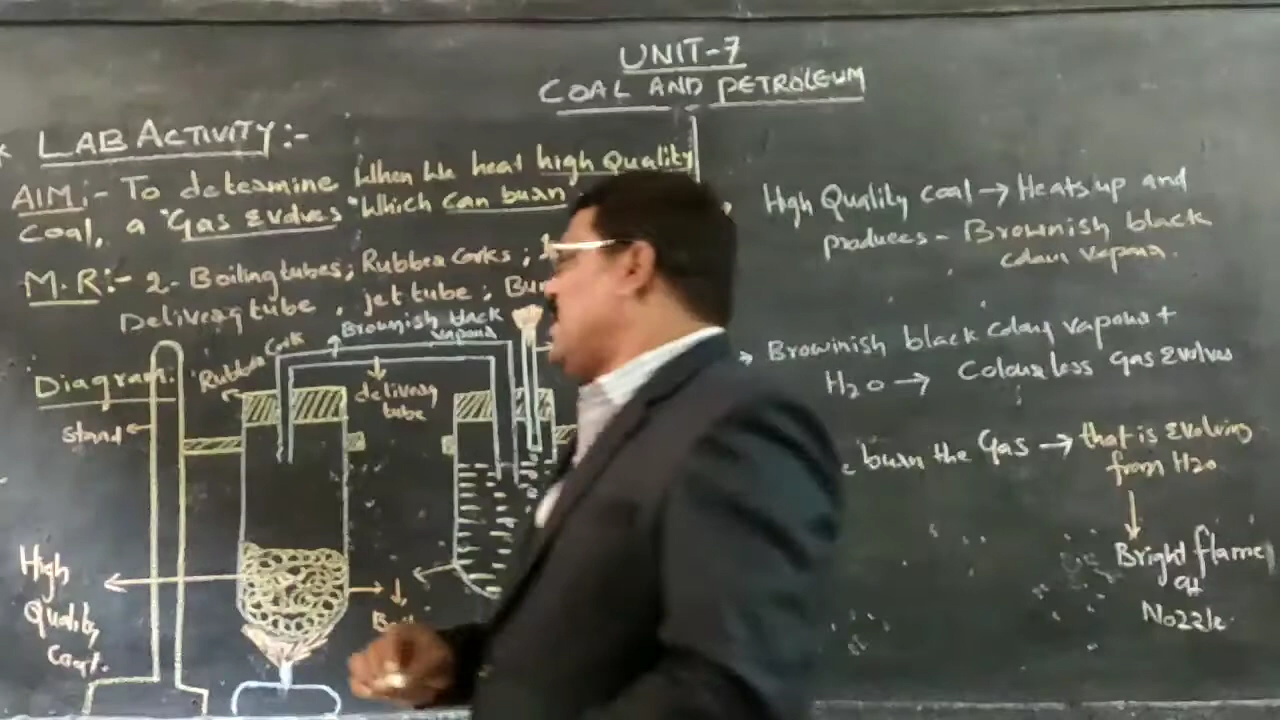 UNIT-7
COAL AND PETROLEUM
LAB ACTIVITY:-
AIM:- To determine When We heat high Quality
Coal, a "Gas Evolves" Which can burn
M.R:- 2- Boilingtubes; Rubber Corks;
Delivery tube, jet tube;
Diagram:
Rubber Cork
Brownish black
vapours
delivery
tube
stand
High
Quality
Coal.
High Quality coal → Heats up and
produces - Brownish black
colour vapours.
Brownish black Colour vapours +
H2O → Colourless gas Evolves
burn the Gas → that is Evolving
from H2O
Bright flame
at
Nozzle.